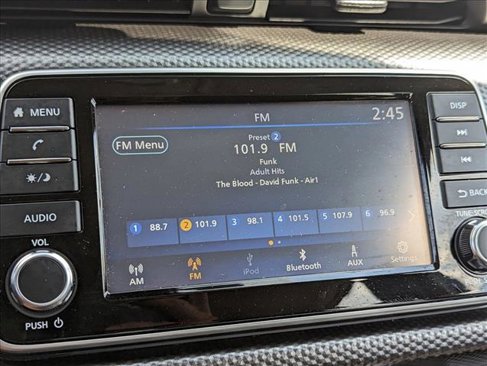 MENU
FM
2:45
DISP
Preset 2
FM Menu
101.9 FM
Funk
Adult Hits
The Blood - David Funk - Air1
BACK
AUDIO
1 88.7 2 101.9 3 98.1 4 101.5 5 107.9 6 96.9
TUNE/SCROLL
VOL
AM FM iPod Bluetooth AUX Settings
PUSH